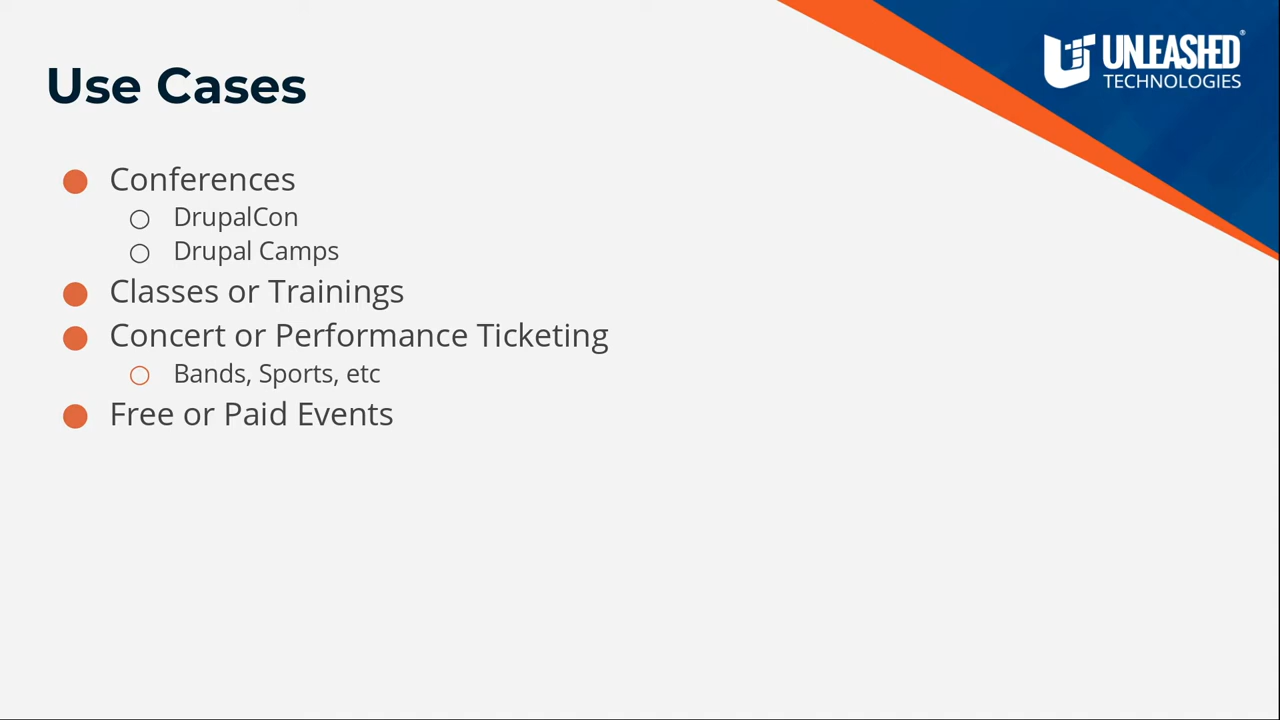 Use Cases
UNLEASHED®
TECHNOLOGIES
Conferences
DrupalCon
Drupal Camps
Classes or Trainings
Concert or Performance Ticketing
Bands, Sports, etc
Free or Paid Events